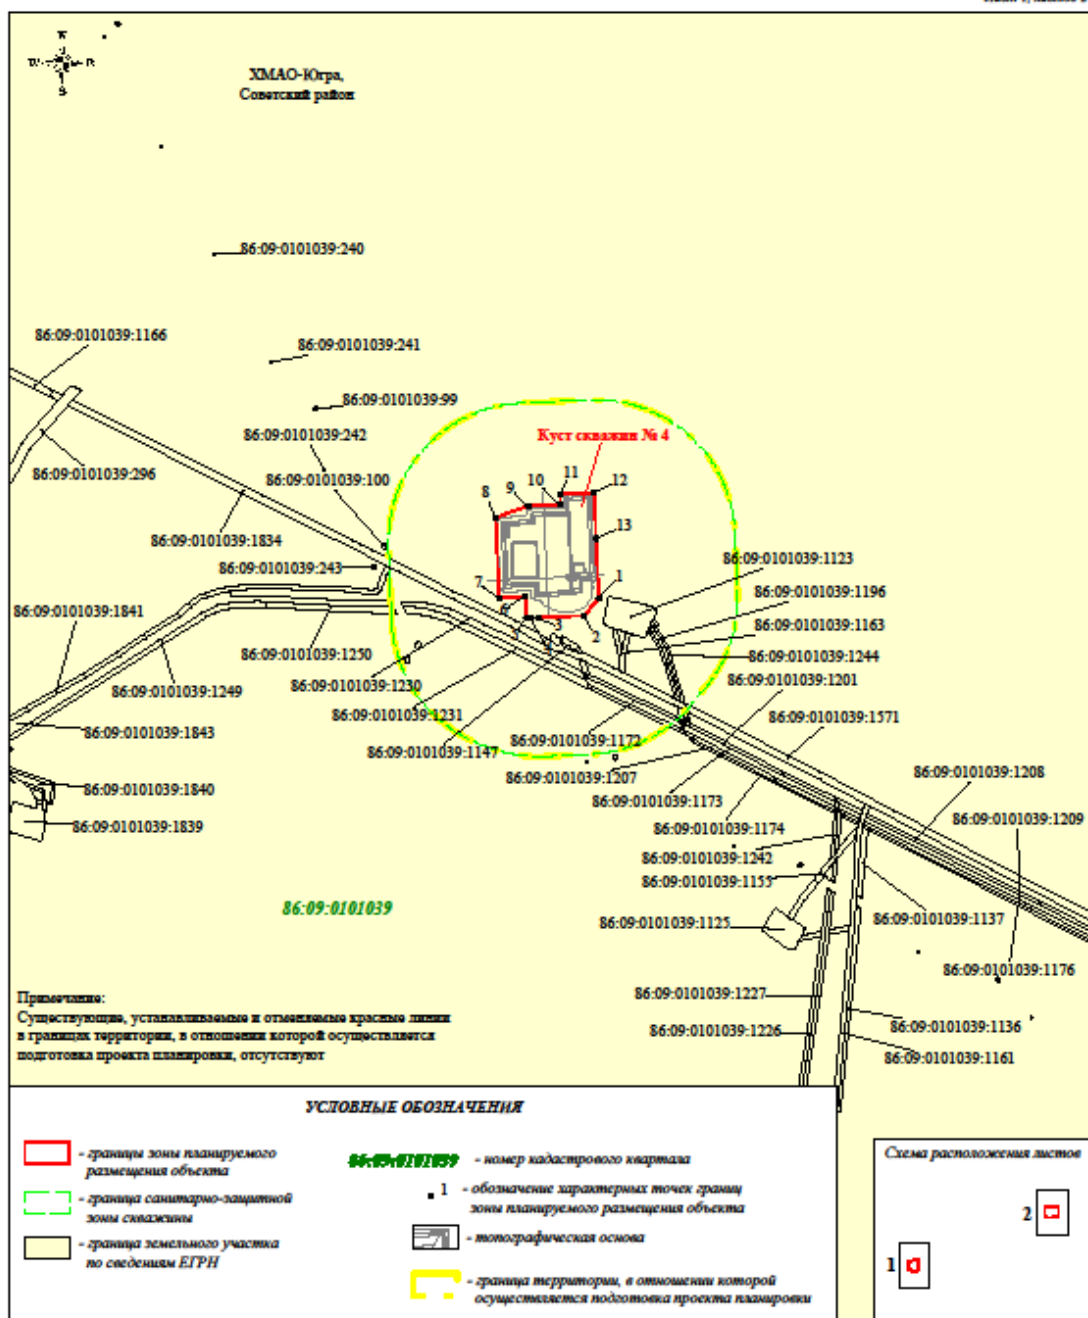 ХМАО-Югра,
Советский район
86:09:0101039:240
86:09:0101039:1166
86:09:0101039:241
86:09:0101039:99
86:09:0101039:242
86:09:0101039:296
86:09:0101039:100
86:09:0101039:1834
86:09:0101039:243
86:09:0101039:1841
86:09:0101039:1250
86:09:0101039:1249
86:09:0101039:1230
86:09:0101039:1231
86:09:0101039:1843
86:09:0101039:1147
86:09:0101039:1840
86:09:0101039:1839
Куст скважин № 4
11
12
10
9
8
13
7
1
6
2
3
86:09:0101039:1123
86:09:0101039:1196
86:09:0101039:1163
86:09:0101039:1244
86:09:0101039:1201
86:09:0101039:1571
86:09:0101039:1172
86:09:0101039:1207
86:09:0101039:1208
86:09:0101039:1173
86:09:0101039:1209
86:09:0101039:1174
86:09:0101039:1242
86:09:0101039:1155
86:09:0101039:1125
86:09:0101039:1137
86:09:0101039:1176
86:09:0101039:1227
86:09:0101039:1136
86:09:0101039:1226
86:09:0101039:1161
86:09:0101039
Примечание:
Существующие, устанавливаемые и отменяемые красные линии
в границах территории, в отношении которой осуществляется
подготовка проекта планировки, отсутствуют
УСЛОВНЫЕ ОБОЗНАЧЕНИЯ
- границы зоны планируемого
размещения объекта
- граница санитарно-защитной
зоны скважины
- граница земельного участка
по сведениям ЕГРН
86:09:0101039 - номер кадастрового квартала
1 - обозначение характерных точек границ
зоны планируемого размещения объекта
- топографическая основа
- граница территории, в отношении которой
осуществляется подготовка проекта планировки
Схема расположения листов
2
1